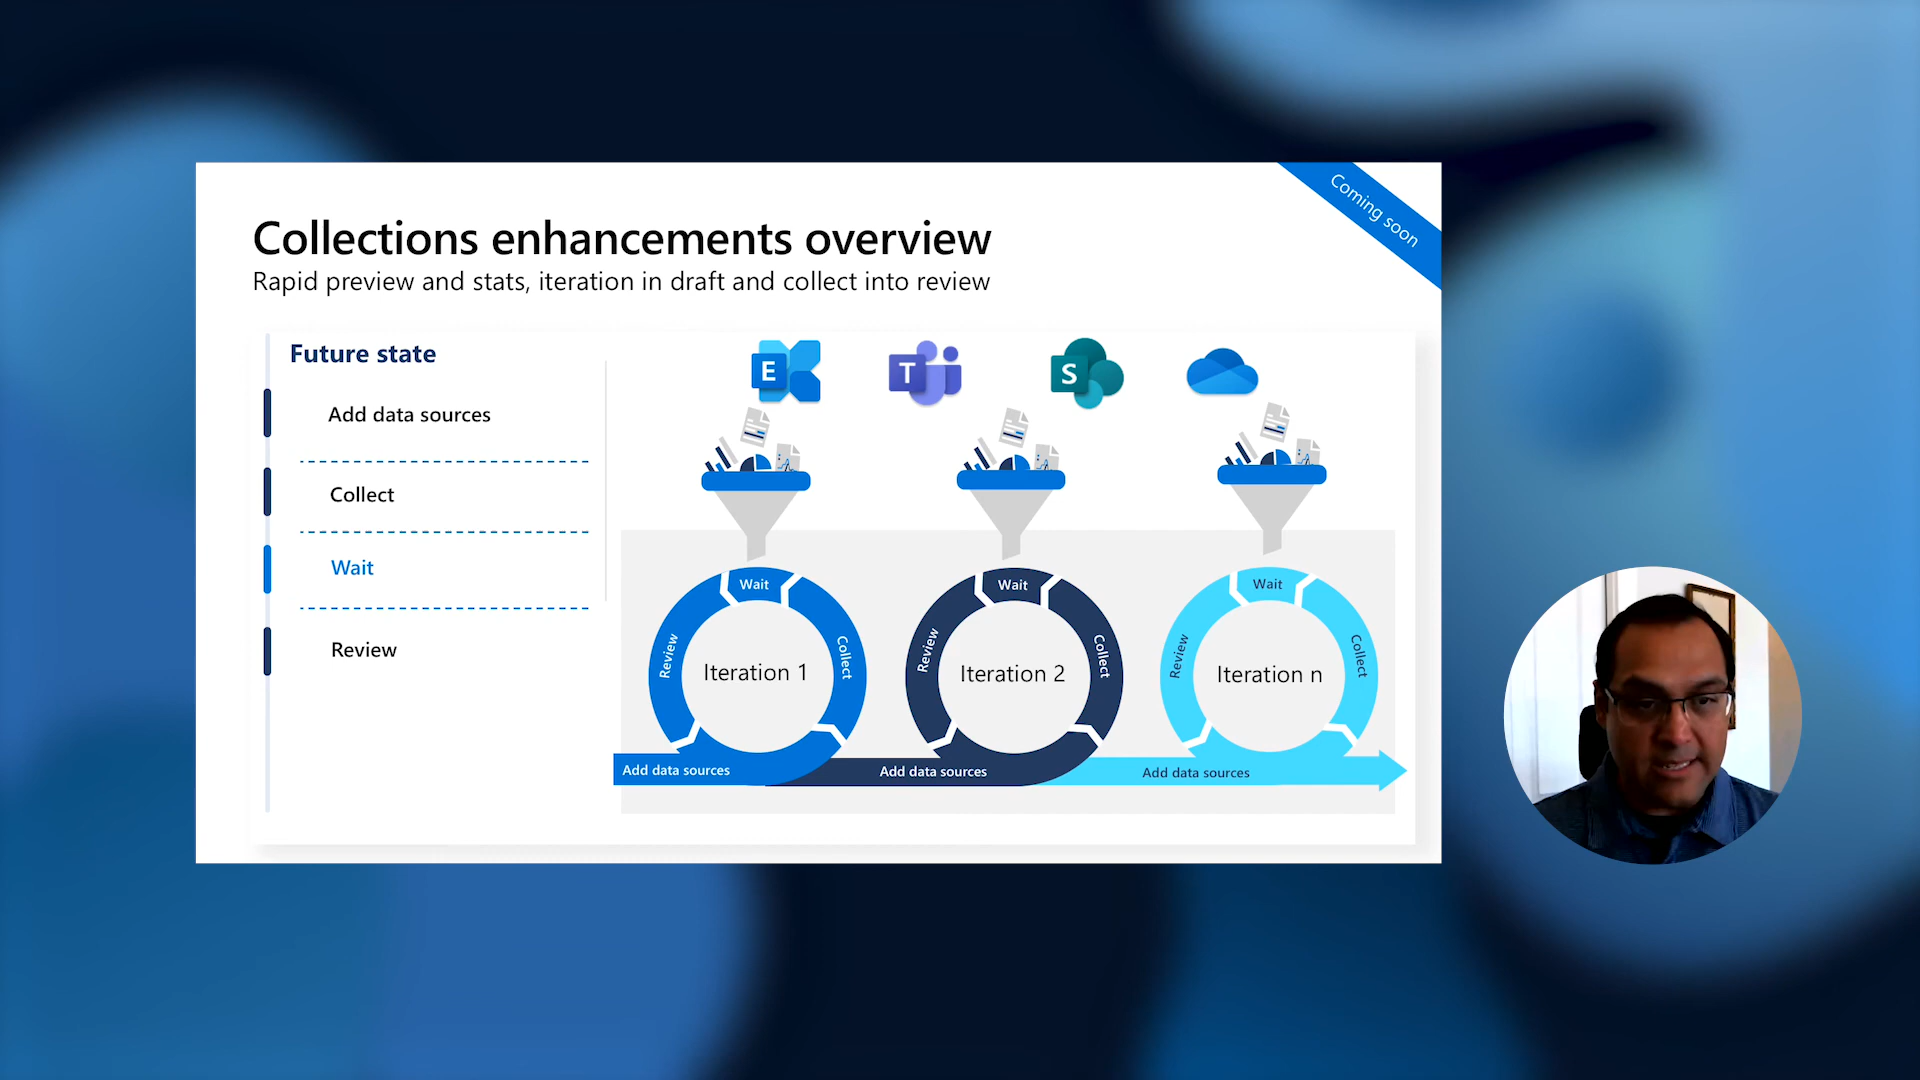 Coming soon
Collections enhancements overview
Rapid preview and stats, iteration in draft and collect into review
Future state
Add data sources
Collect
Wait
Review
E
T
S
Wait
Review
Collect
Iteration 1
Add data sources
Wait
Review
Collect
Iteration 2
Add data sources
Wait
Review
Collect
Iteration n
Add data sources